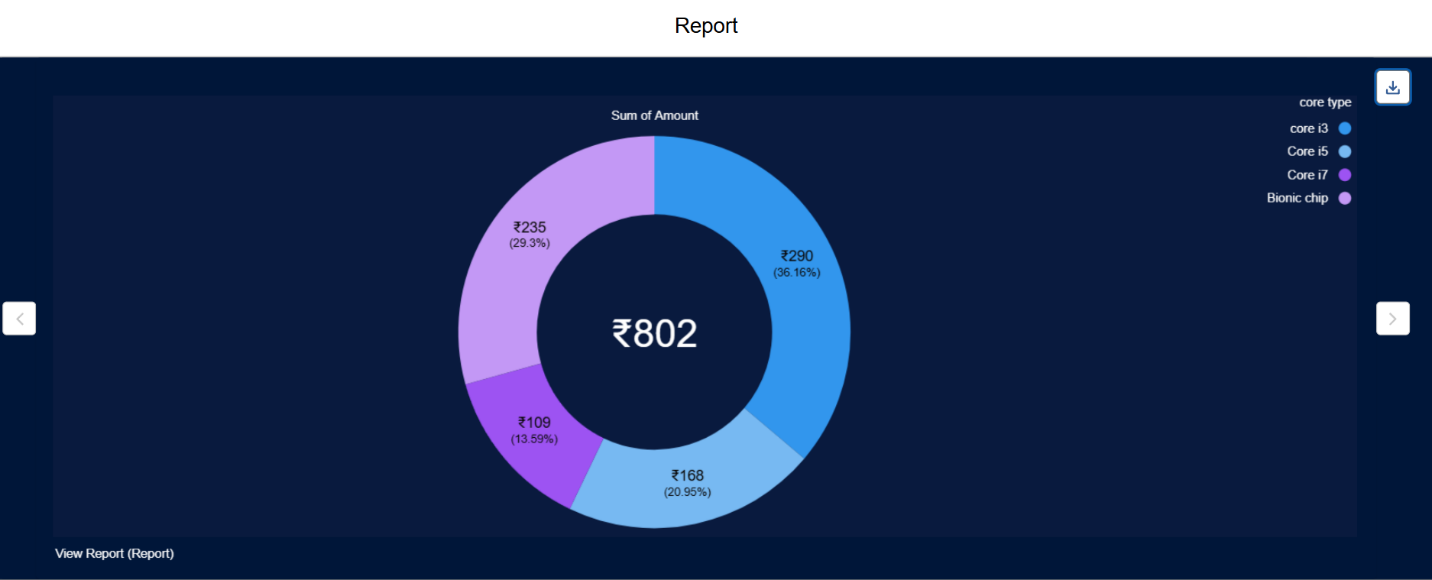 Report
Sum of Amount
core type
core i3
Core i5
Core i7
Bionic chip
₹235
(29.3%)
₹290
(36.16%)
₹802
₹109
(13.59%)
₹168
(20.95%)
View Report (Report)